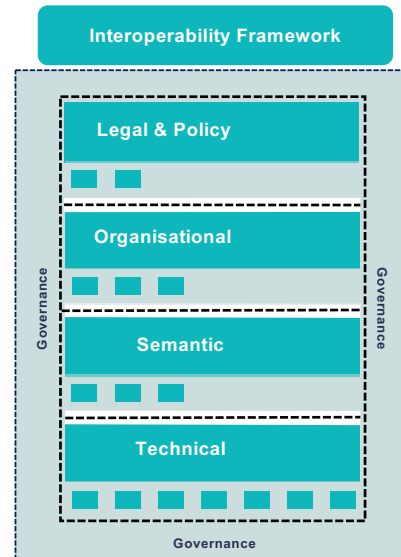 Interoperability Framework
Legal & Policy
Organisational
Governance
Governance
Semantic
Technical
Governance